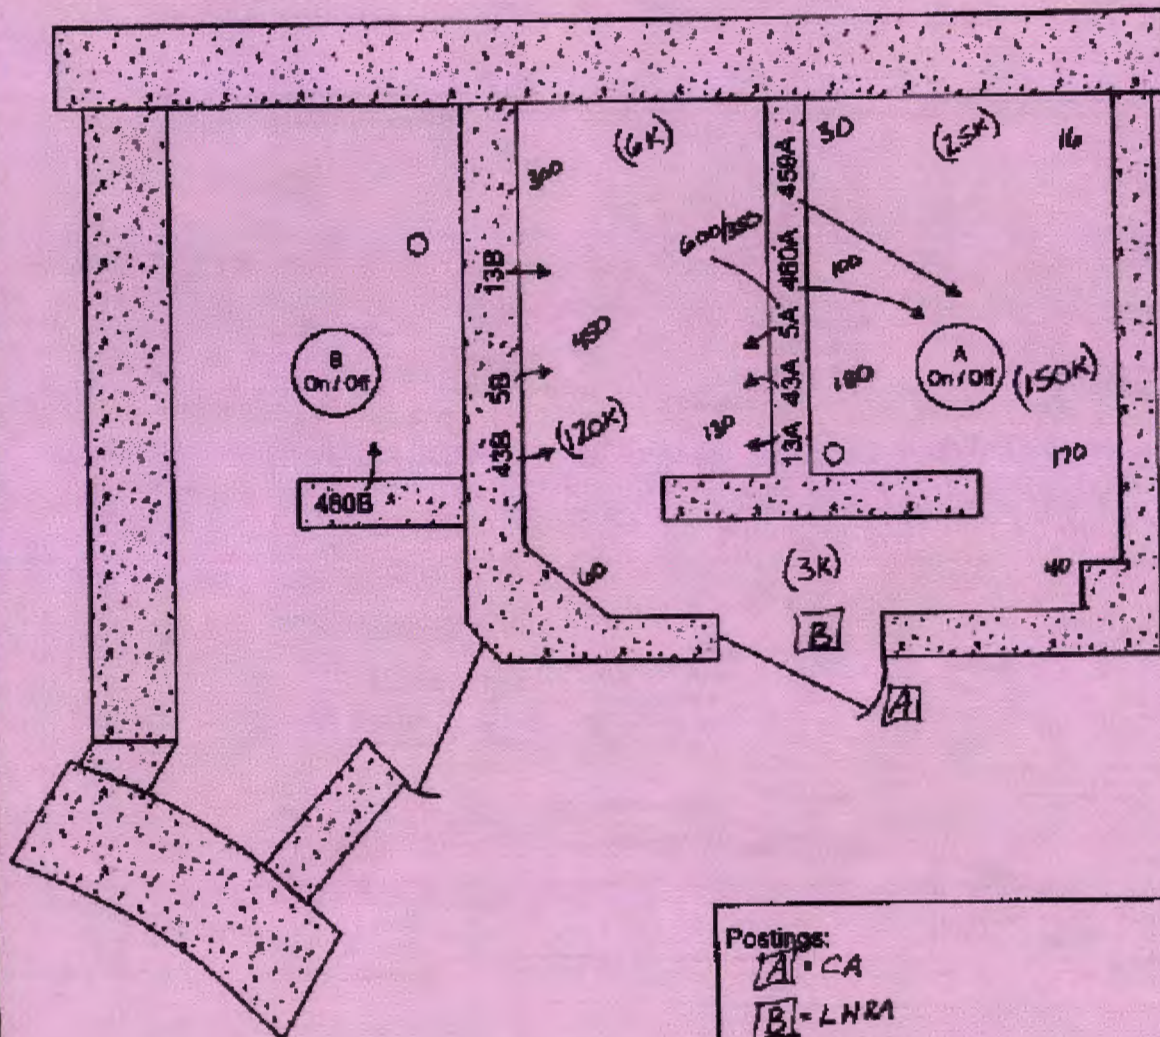 (6K)
30
(25K)
16
300
459A
600/350
13B
460A
100
5A
450
B
On / Off
5B
43A
180
A
On / Off
(150K)
(120K)
130
43B
13A
170
460B
60
(3K)
40
B
A
Postings:
A = CA
B = LHRA